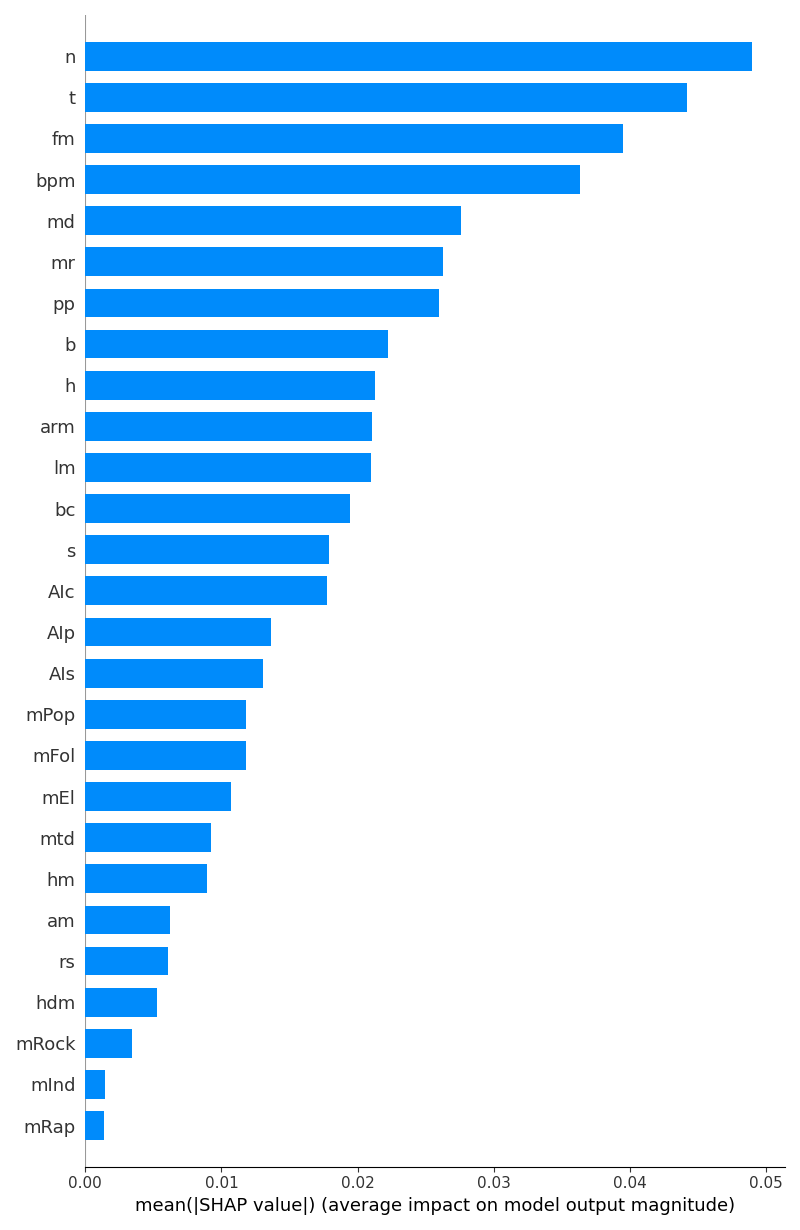 n
t
fm
bpm
md
mr
pp
b
h
arm
lm
bc
s
AIc
AIp
AIs
mPop
mFol
mEl
mtd
hm
am
rs
hdm
mRock
mInd
mRap
0.00 0.01 0.02 0.03 0.04 0.05
mean(|SHAP value|) (average impact on model output magnitude)